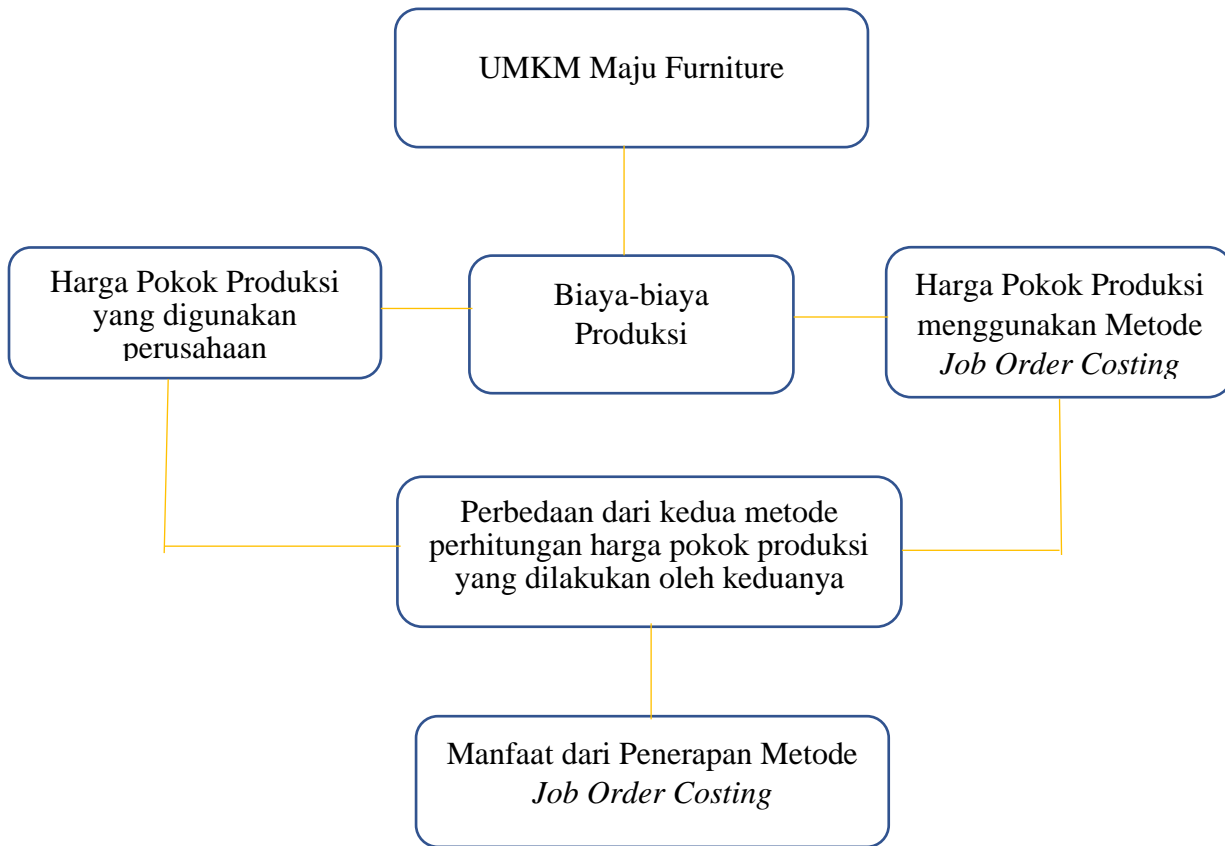 UMKM Maju Furniture
Harga Pokok Produksi
yang digunakan
perusahaan
Biaya-biaya
Produksi
Harga Pokok Produksi
menggunakan Metode
Job Order Costing
Perbedaan dari kedua metode
perhitungan harga pokok produksi
yang dilakukan oleh keduanya
Manfaat dari Penerapan Metode
Job Order Costing